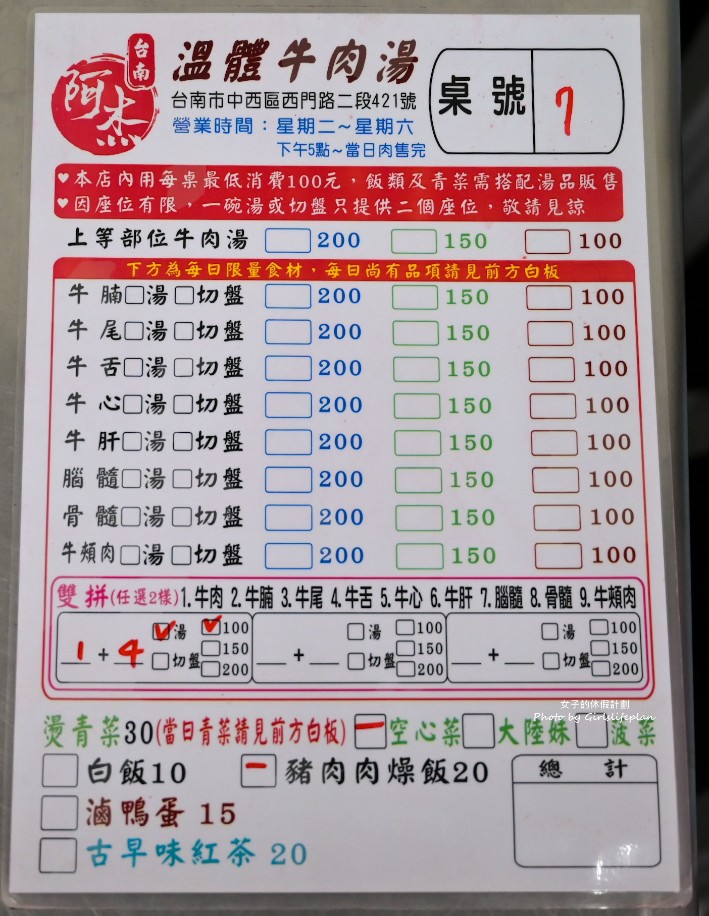 台南
阿杰
溫體牛肉湯
台南市中西區西門路二段421號
營業時間：星期二~星期六
下午5點~當日肉售完
桌號 7
♥本店內用每桌最低消費100元，飯類及青菜需搭配湯品販售
♥因座位有限，一碗湯或切盤只提供二個座位，敬請見諒
上等部位牛肉湯 □200 □150 □100
下方為每日限量食材，每日尚有品項請見前方白板
牛腩□湯□切盤 □200 □150 □100
牛尾□湯□切盤 □200 □150 □100
牛舌□湯□切盤 □200 □150 □100
牛心□湯□切盤 □200 □150 □100
牛肝□湯□切盤 □200 □150 □100
腦髓□湯□切盤 □200 □150 □100
骨髓□湯□切盤 □200 □150 □100
牛頰肉□湯□切盤 □200 □150 □100
雙拼(任選2樣)1.牛肉 2.牛腩 3.牛尾 4.牛舌 5.牛心 6.牛肝 7.腦髓 8.骨髓 9.牛頰肉
1 + 4 ☑湯 □切盤 ☑100 □150 □200
__ + __ □湯 □切盤 □100 □150 □200
__ + __ □湯 □切盤 □100 □150 □200
女子的休假計劃
Photo by Girlslifeplan
燙青菜30(當日青菜請見前方白板) 一 空心菜 □大陸妹 □菠菜
□白飯10 一 豬肉肉燥飯20
總計
□滷鴨蛋 15
□古早味紅茶 20